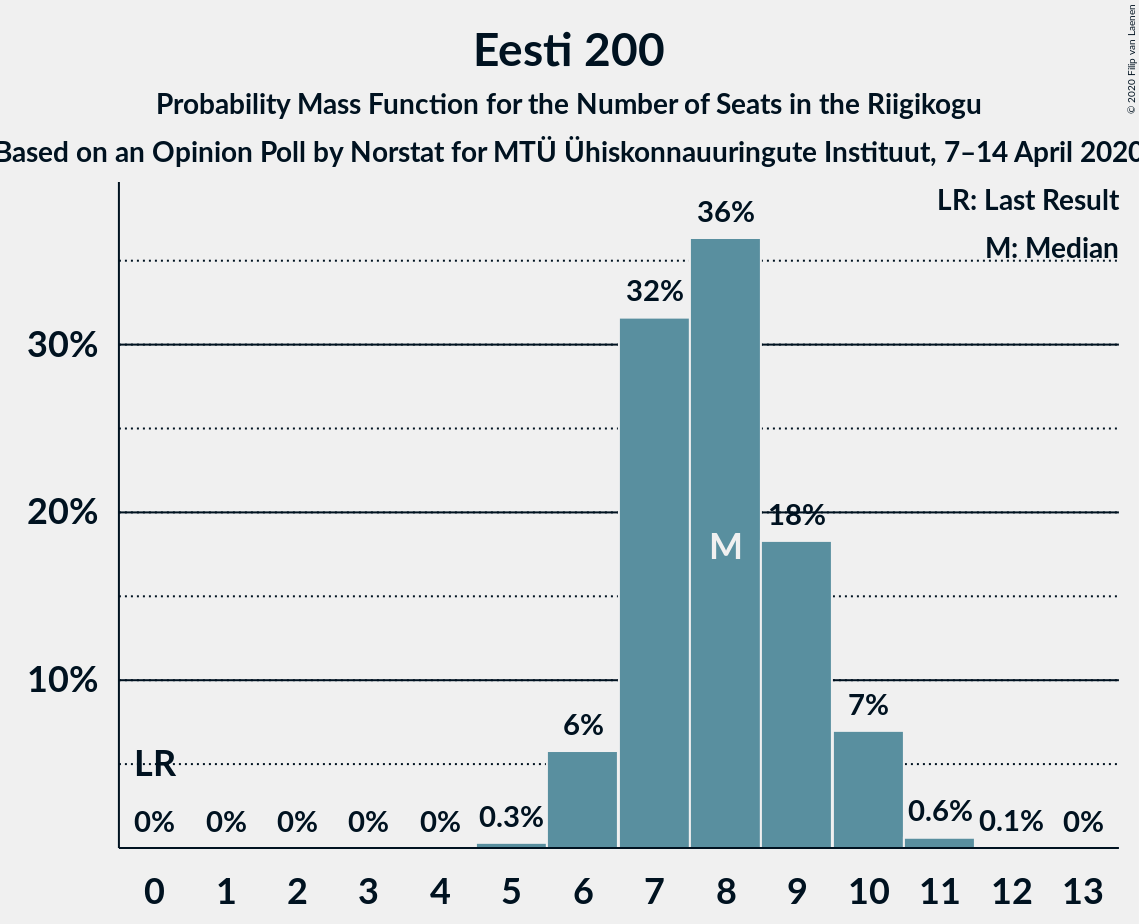 © 2020 Filip van Laenen
Eesti 200
Probability Mass Function for the Number of Seats in the Riigikogu
Based on an Opinion Poll by Norstat for MTÜ Ühiskonnauuringute Instituut, 7–14 April 2020
LR: Last Result
M: Median
36%
32%
30%
20%
18%
M
10%
7%
6%
LR
0% 0% 0% 0% 0% 0.3% 0.6% 0.1% 0%
0 1 2 3 4 5 6 7 8 9 10 11 12 13